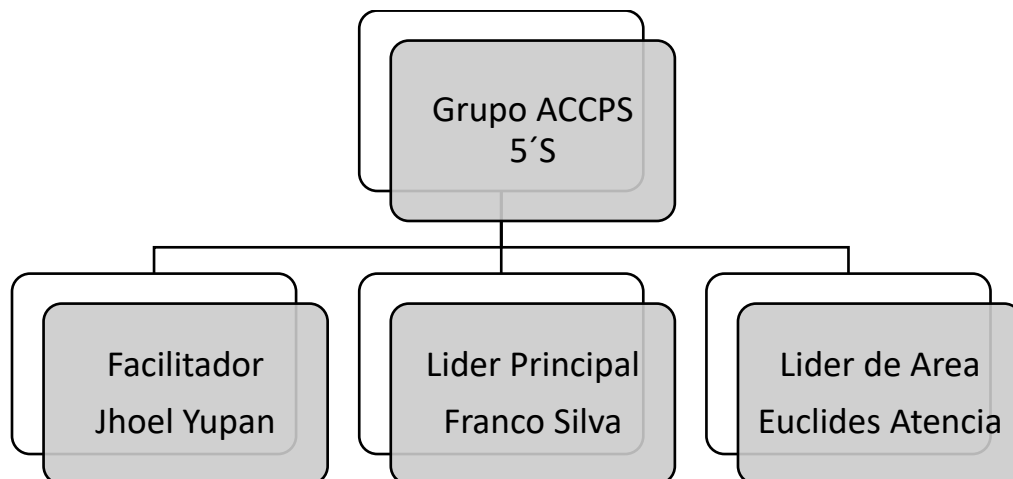 Grupo ACCPS
5´S
Facilitador
Jhoel Yupan
Lider Principal
Franco Silva
Lider de Area
Euclides Atencia